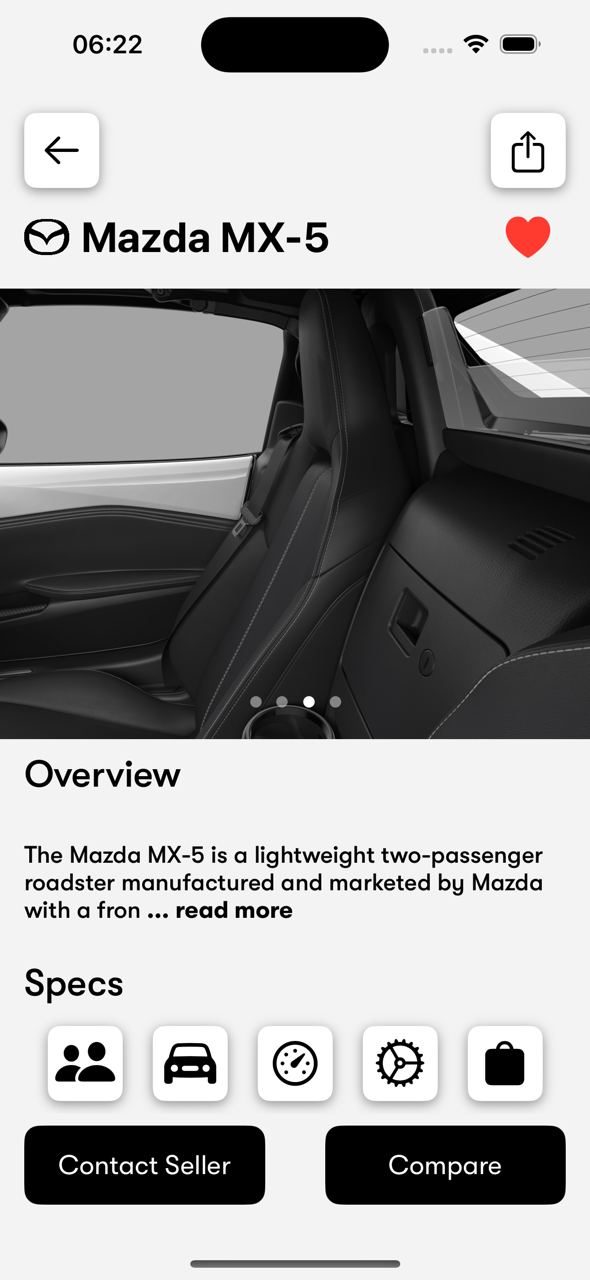 06:22
Mazda MX-5
Overview
The Mazda MX-5 is a lightweight two-passenger
roadster manufactured and marketed by Mazda
with a fron ... read more
Specs
Contact Seller
Compare